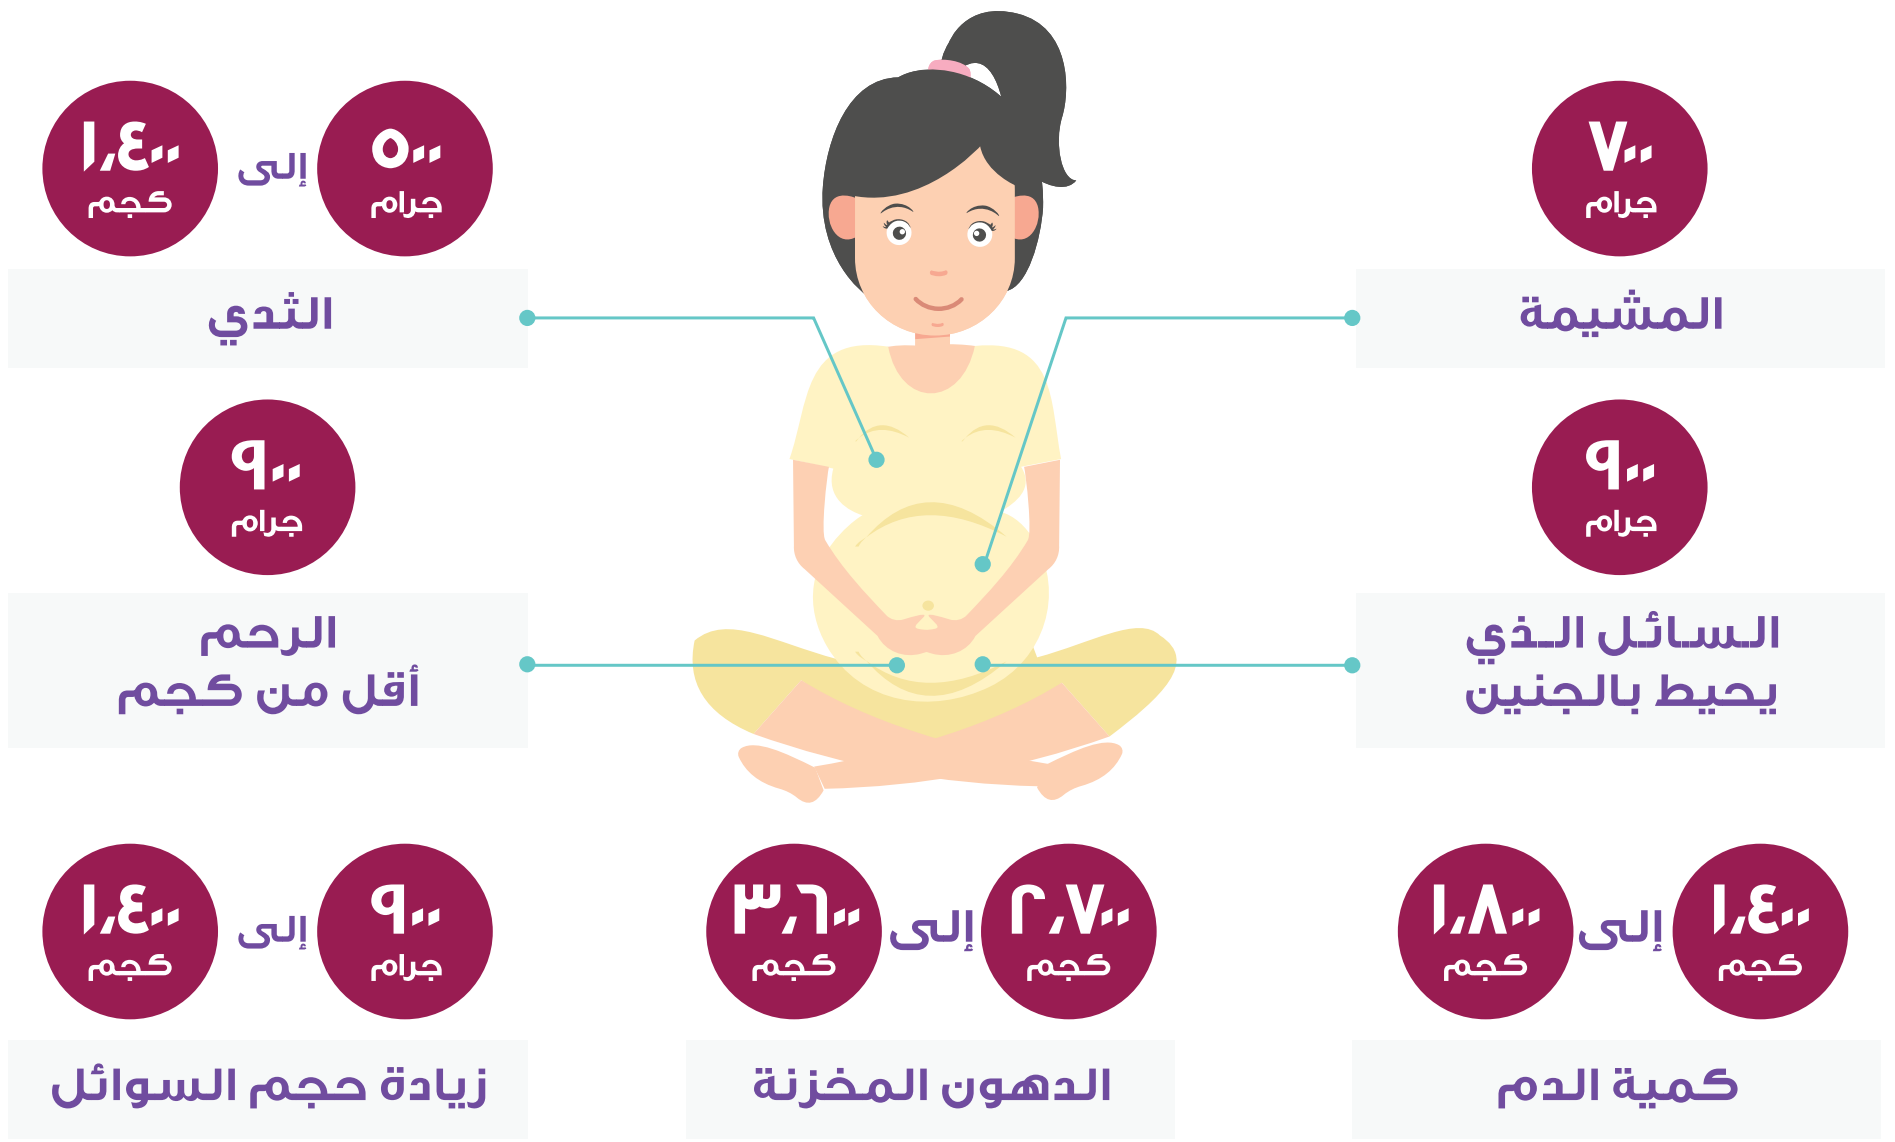 ٧٠٠
جرام
المشيمة
٥٠٠
جرام
إلى
١٫٤٠٠
كجم
الثدي
٩٠٠
جرام
السائل الذي
يحيط بالجنين
٩٠٠
جرام
الرحم
أقل من كجم
١٫٤٠٠
كجم
إلى
١٫٨٠٠
كجم
كمية الدم
٢٫٧٠٠
كجم
إلى
٣٫٦٠٠
كجم
الدهون المخزنة
٩٠٠
جرام
إلى
١٫٤٠٠
كجم
زيادة حجم السوائل